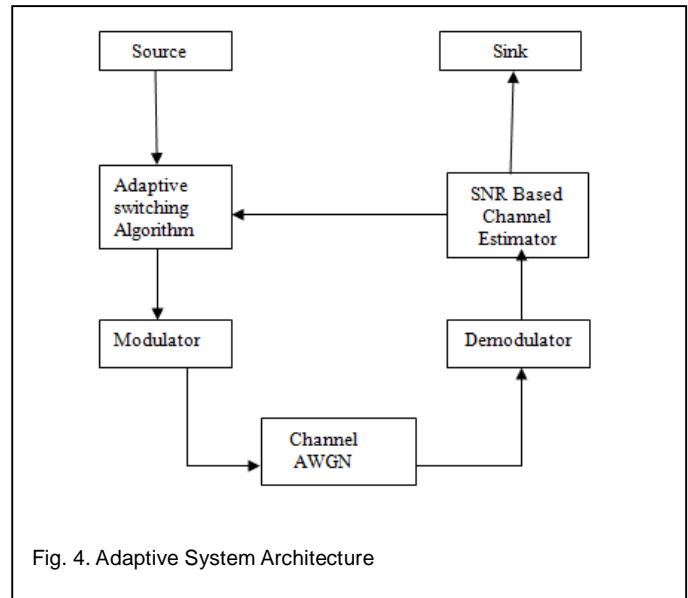 Source
Sink
Adaptive
switching
Algorithm
SNR Based
Channel
Estimator
Modulator
Demodulator
Channel
AWGN
Fig. 4. Adaptive System Architecture